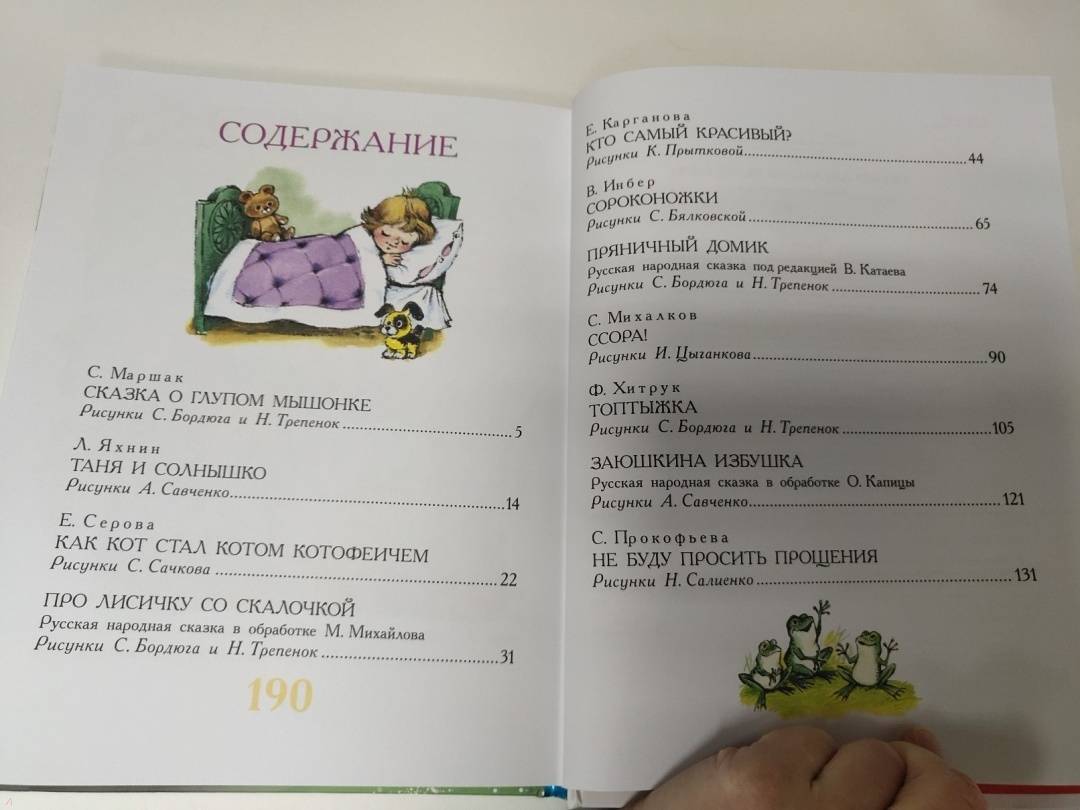 СОДЕРЖАНИЕ
С. Маршак
СКАЗКА О ГЛУПОМ МЫШОНКЕ
Рисунки С. Бордюга и Н. Трепенок 5
Л. Яхнин
ТАНЯ И СОЛНЫШКО
Рисунки А. Савченко 14
Е. Серова
КАК КОТ СТАЛ КОТОМ КОТОФЕИЧЕМ
Рисунки С. Сачкова 22
ПРО ЛИСИЧКУ СО СКАЛОЧКОЙ
Русская народная сказка в обработке М. Михайлова
Рисунки С. Бордюга и Н. Трепенок 31
190
Е. Карганова
КТО САМЫЙ КРАСИВЫЙ?
Рисунки К. Прытковой 44
В. Инбер
СОРОКОНОЖКИ
Рисунки С. Бялковской 65
ПРЯНИЧНЫЙ ДОМИК
Русская народная сказка под редакцией В. Катаева
Рисунки С. Бордюга и Н. Трепенок 74
С. Михалков
ССОРА!
Рисунки И. Цыганкова 90
Ф. Хитрук
ТОПТЫЖКА
Рисунки С. Бордюга и Н. Трепенок 105
ЗАЮШКИНА ИЗБУШКА
Русская народная сказка в обработке О. Капицы
Рисунки А. Савченко 121
С. Прокофьева
НЕ БУДУ ПРОСИТЬ ПРОЩЕНИЯ
Рисунки Н. Салиенко 131